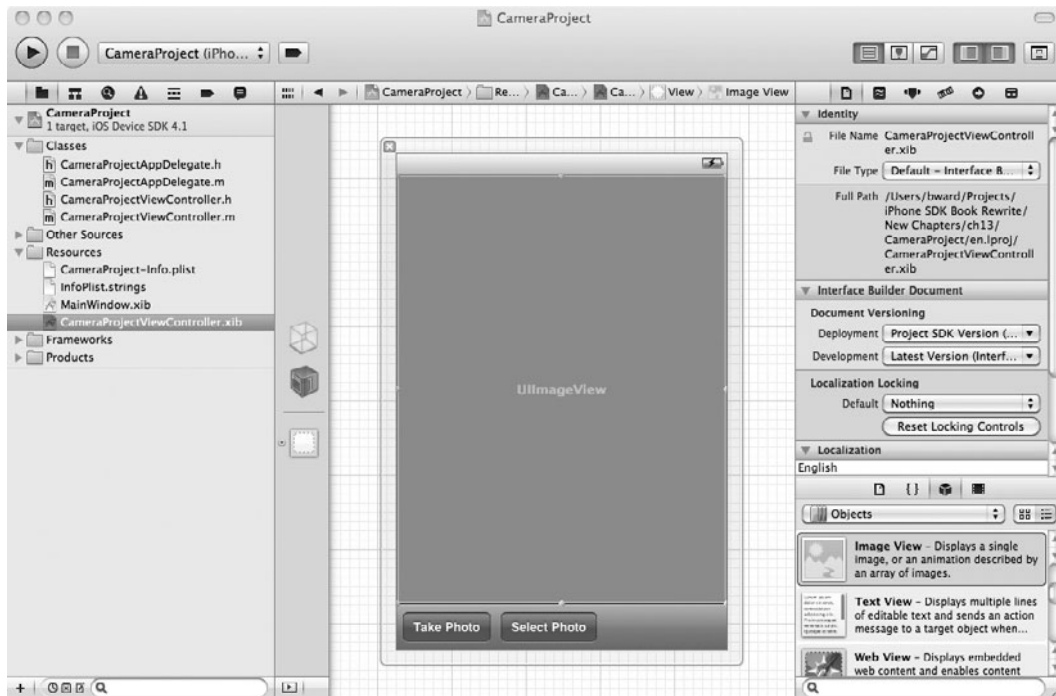 CameraProject
CameraProject (iPho...
CameraProject
Re...
Ca...
Ca...
View
Image View
CameraProject
1 target, iOS Device SDK 4.1
Classes
h CameraProjectAppDelegate.h
m CameraProjectAppDelegate.m
h CameraProjectViewController.h
m CameraProjectViewController.m
Other Sources
Resources
CameraProject-Info.plist
InfoPlist.strings
MainWindow.xib
CameraProjectViewController.xib
Frameworks
Products
UIImageView
Take Photo
Select Photo
Identity
File Name CameraProjectViewControll
er.xib
File Type Default - Interface B...
Full Path /Users/bward/Projects/
iPhone SDK Book Rewrite/
New Chapters/ch13/
CameraProject/en.lproj/
CameraProjectViewControll
er.xib
Interface Builder Document
Document Versioning
Deployment Project SDK Version (...
Development Latest Version (Interf...
Localization Locking
Default Nothing
Reset Locking Controls
Localization
English
{}
Objects
Image View - Displays a single
image, or an animation described by
an array of images.
Text View - Displays multiple lines
of editable text and sends an action
message to a target object when...
Web View - Displays embedded
web content and enables content